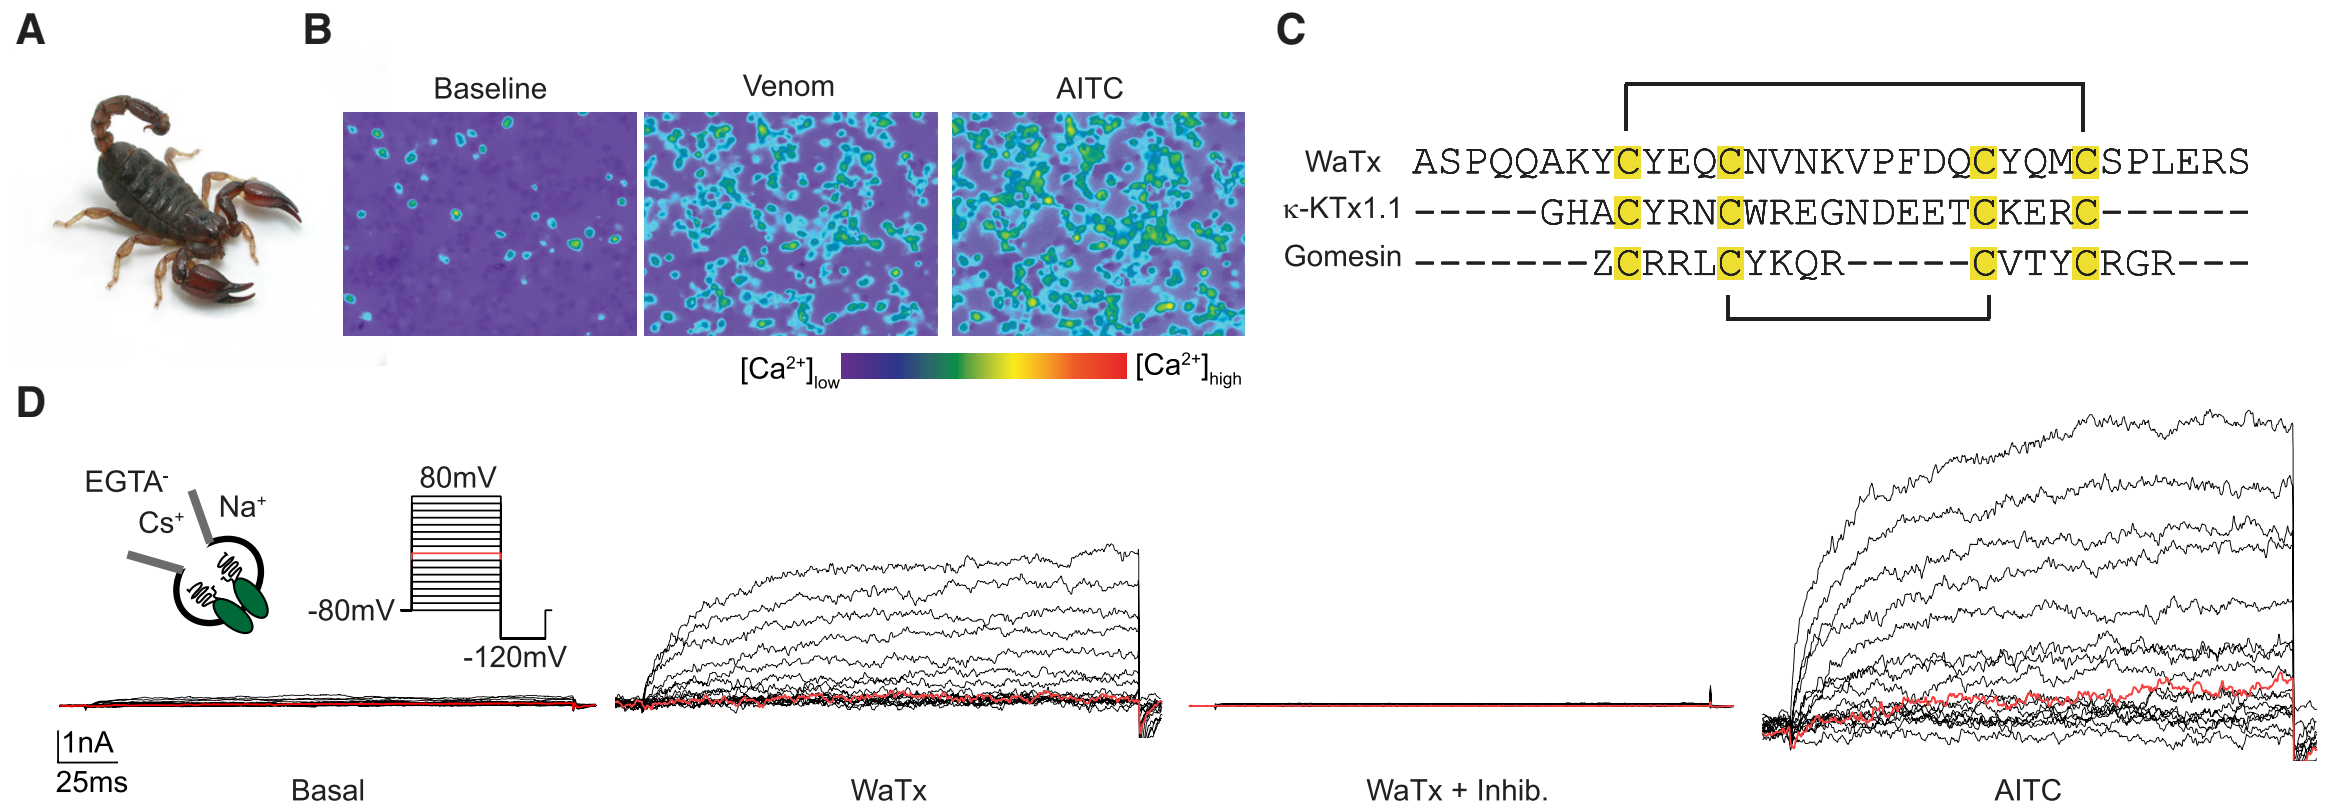 A
B
C
Baseline
Venom
AITC
WaTx ASPQQAKYCYEQCNVNKVPFDQCYQMCSPLERS
κ-KTx1.1 -----GHACYRNCWREGNDEETCKERC------
Gomesin -------ZCRRLCYKQR-----CVTYCRGR---
[Ca2+]low
[Ca2+]high
D
EGTA-
Cs+
Na+
80mV
-80mV
-120mV
1nA
25ms
Basal
WaTx
WaTx + Inhib.
AITC